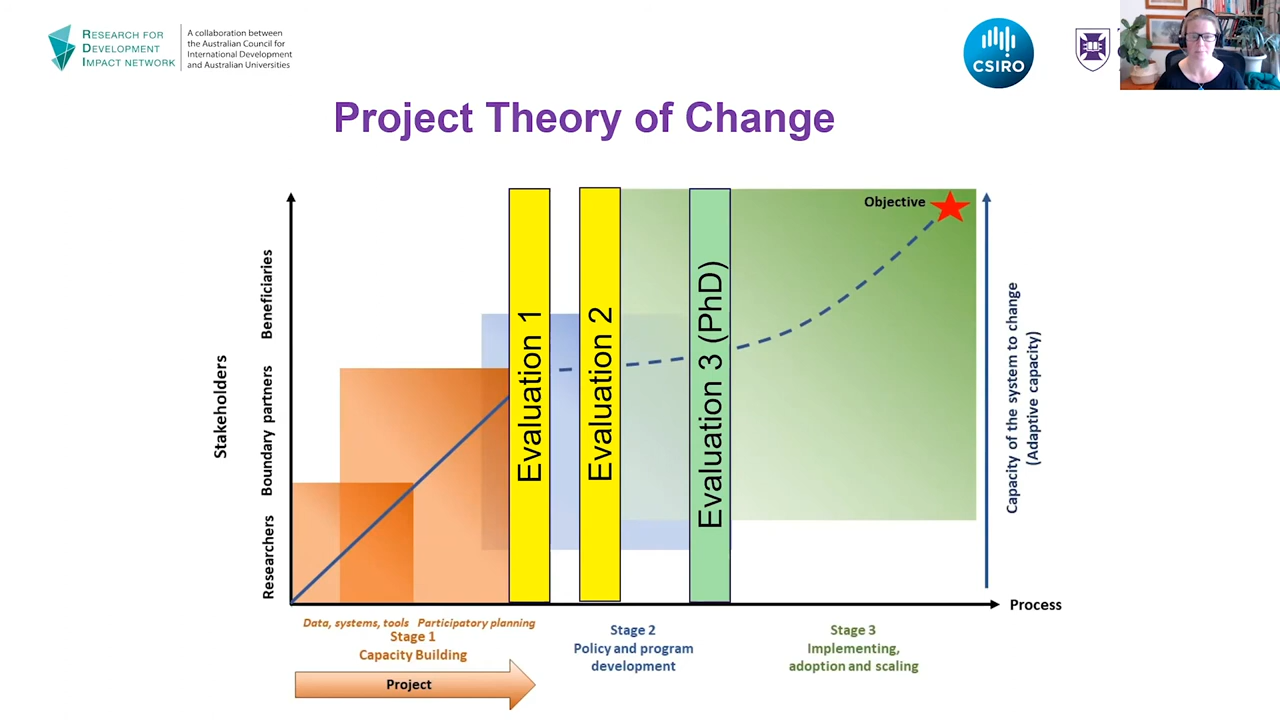 RESEARCH FOR
DEVELOPMENT
IMPACT NETWORK
A collaboration between
the Australian Council for
International Development
and Australian Universities
CSIRO
Project Theory of Change
Objective
Stakeholders
Researchers
Boundary partners
Beneficiaries
Evaluation 1
Evaluation 2
Evaluation 3 (PhD)
Capacity of the system to change
(Adaptive capacity)
Process
Data, systems, tools
Participatory planning
Stage 1
Capacity Building
Project
Stage 2
Policy and program
development
Stage 3
Implementing,
adoption and scaling